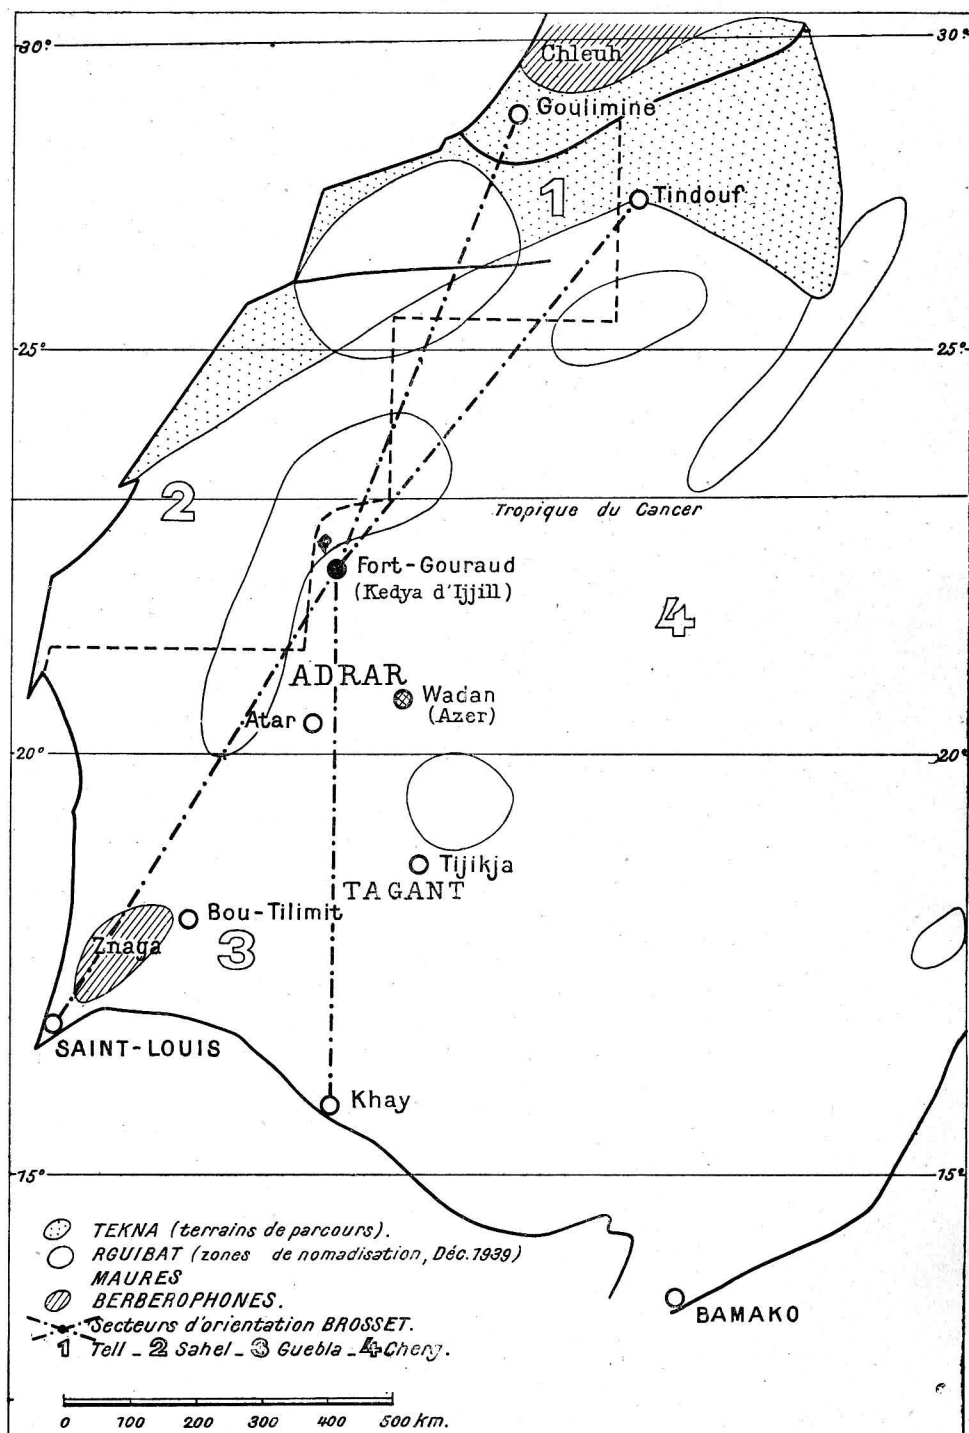 30°
30°
Chleuh
Goulimine
1
Tindouf
25°
25°
2
Tropique du Cancer
Fort-Gouraud
(Kedya d'Ijjill)
4
ADRAR
Wadan
(Azer)
Atar
20°
20°
Tijikja
TAGANT
Bou-Tilimit
Znaga
3
SAINT-LOUIS
Khay
15°
15°
TEKNA (terrains de parcours).
RGUIBAT (zones de nomadisation, Déc. 1939)
MAURES
BERBEROPHONES.
Secteurs d'orientation BROSSET.
1 Tell _ 2 Sahel _ 3 Guebla _ 4 Cherg.
BAMAKO
0 100 200 300 400 500 Km.